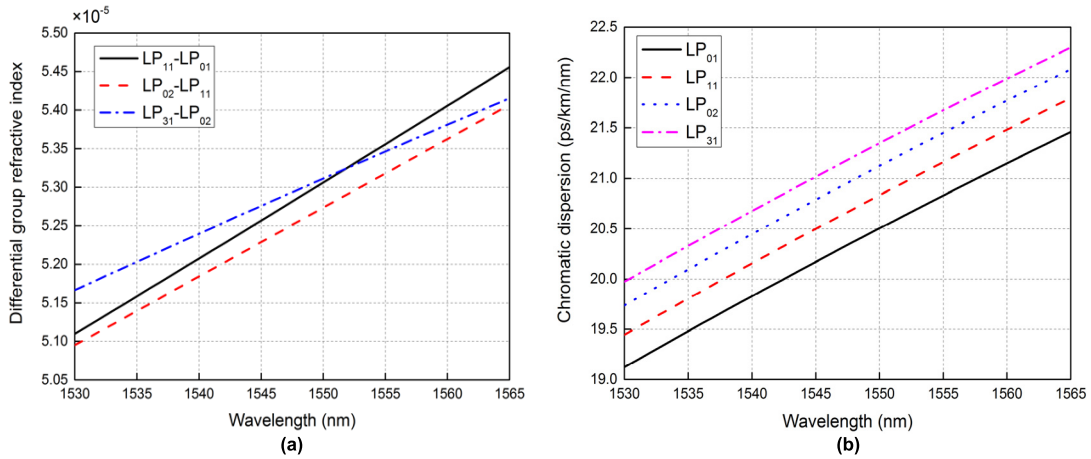 ×10⁻⁵
Differential group refractive index
5.50
5.45
5.40
5.35
5.30
5.25
5.20
5.15
5.10
5.05
LP₁₁-LP₀₁
LP₀₂-LP₁₁
LP₃₁-LP₀₂
1530 1535 1540 1545 1550 1555 1560 1565
Wavelength (nm)
(a)
Chromatic dispersion (ps/km/nm)
22.5
22.0
21.5
21.0
20.5
20.0
19.5
19.0
LP₀₁
LP₁₁
LP₀₂
LP₃₁
1530 1535 1540 1545 1550 1555 1560 1565
Wavelength (nm)
(b)